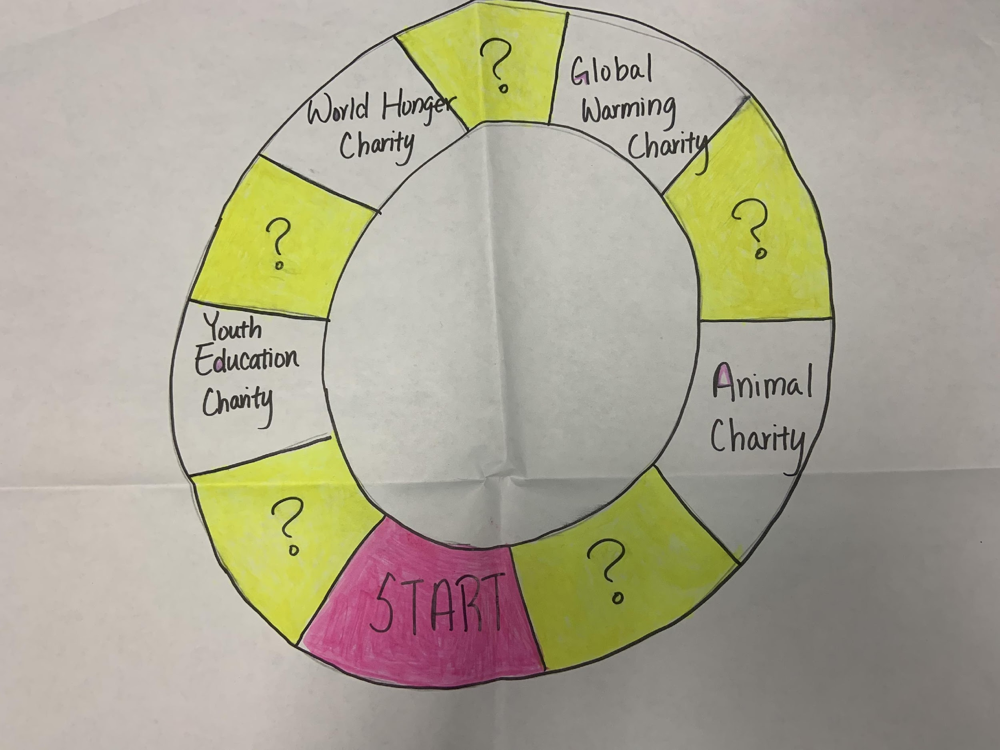 ?
Global
Warming
Charity
?
Animal
Charity
?
START
?
Youth
Education
Charity
?
World Hunger
Charity